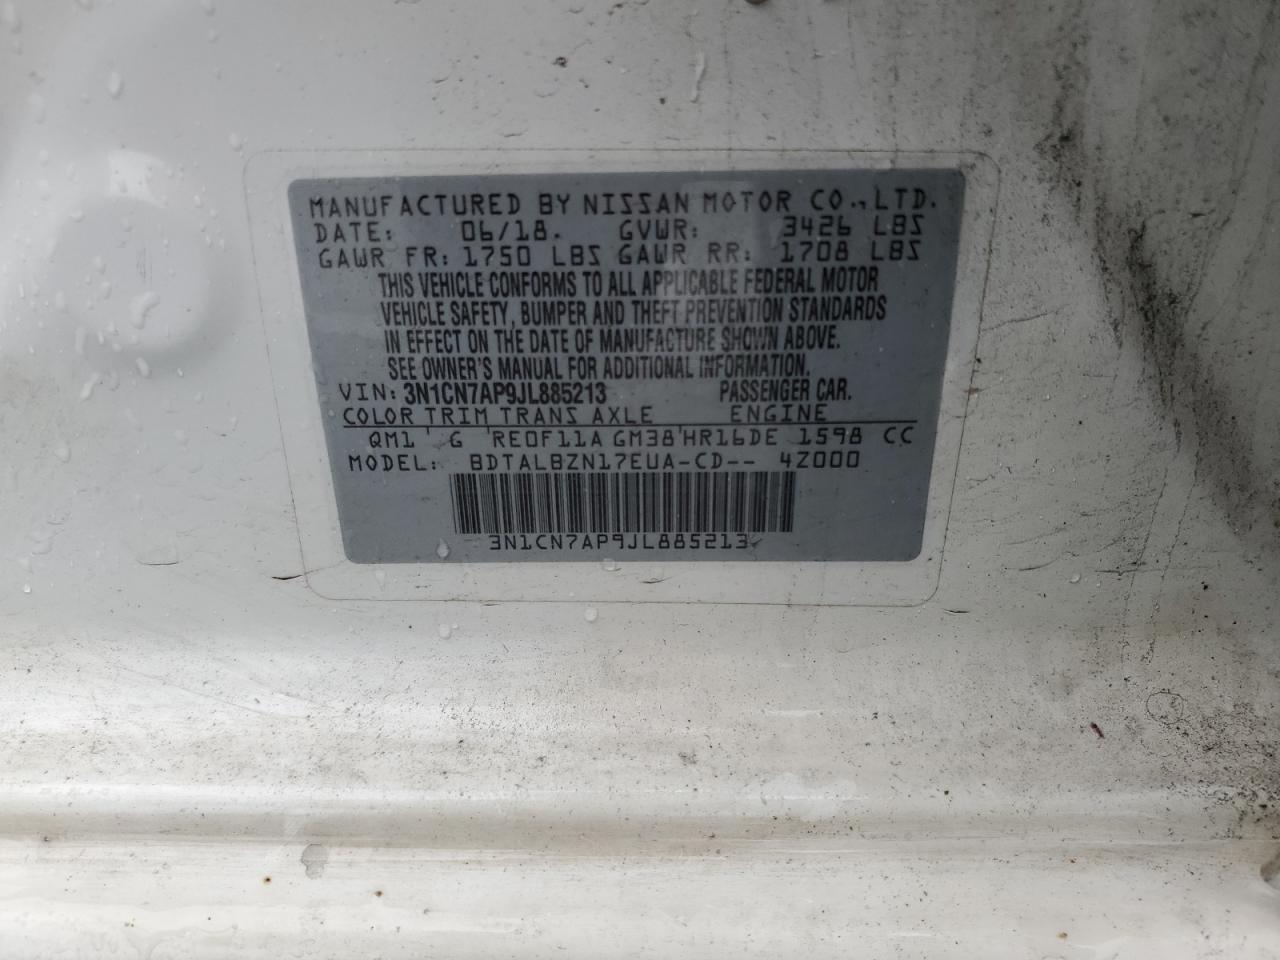 MANUFACTURED BY NISSAN MOTOR CO., LTD.
DATE: 06/18. GVWR: 3426 LBS
GAWR FR: 1750 LBS GAWR RR: 1708 LBS
THIS VEHICLE CONFORMS TO ALL APPLICABLE FEDERAL MOTOR
VEHICLE SAFETY, BUMPER AND THEFT PREVENTION STANDARDS
IN EFFECT ON THE DATE OF MANUFACTURE SHOWN ABOVE.
SEE OWNER'S MANUAL FOR ADDITIONAL INFORMATION.
VIN: 3N1CN7AP9JL885213 PASSENGER CAR.
COLOR TRIM TRANS AXLE ENGINE
QM1 ' G 'RE0F11A GM38'HR16DE 1598 CC
MODEL: BDTALBZN17EUA-CD-- 4Z000
3N1CN7AP9JL885213